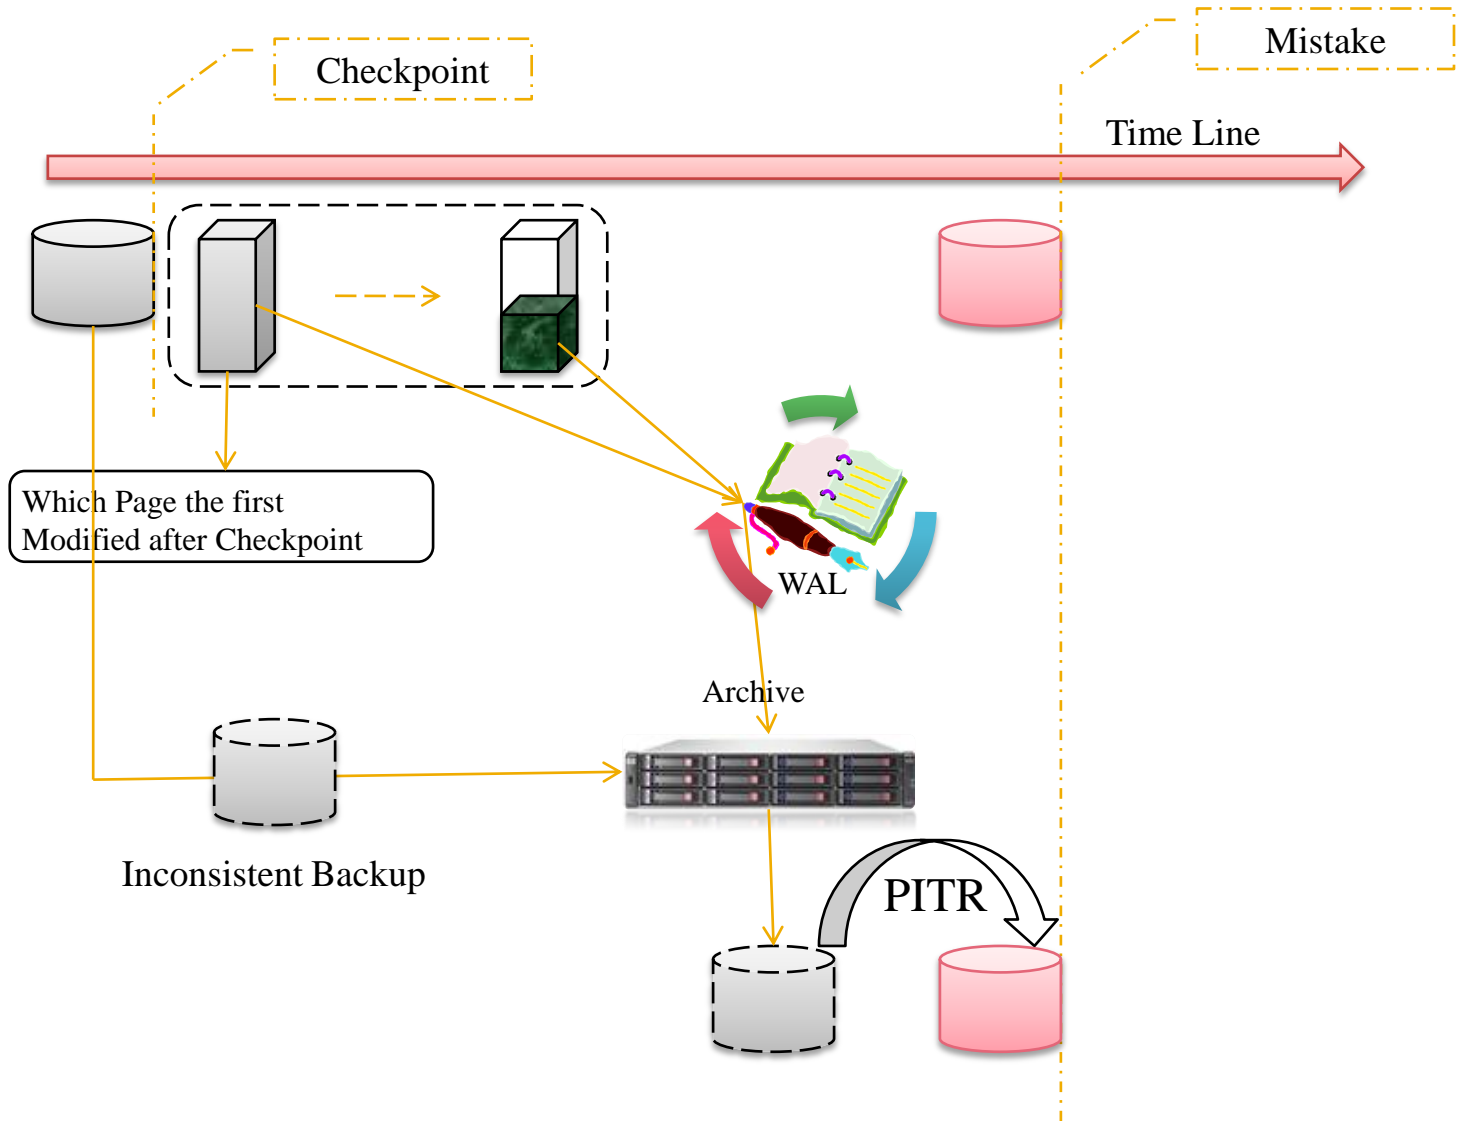 Mistake
Checkpoint
Time Line
Which Page the first
Modified after Checkpoint
WAL
Archive
Inconsistent Backup
PITR